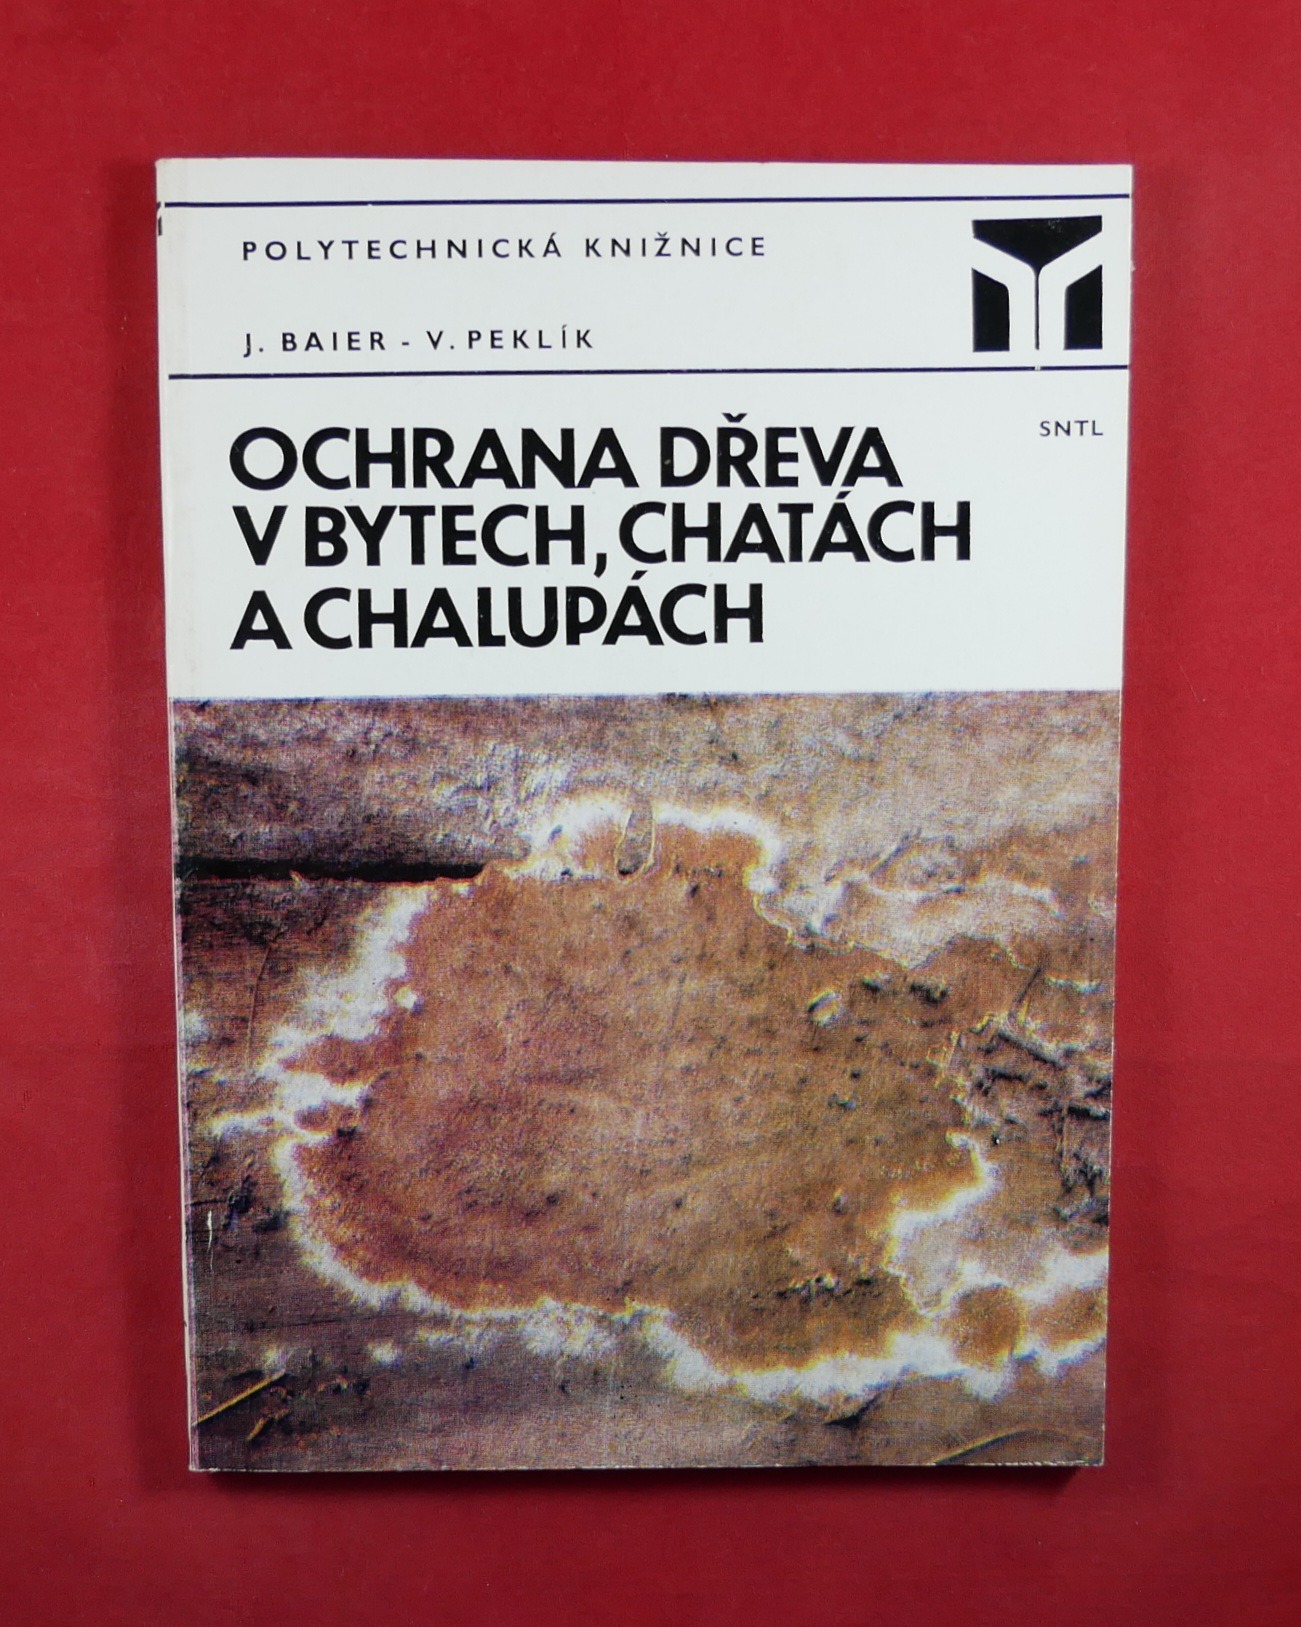 POLYTECHNICKÁ KNIŽNICE
J. BAIER - V. PEKLÍK
SNTL
OCHRANA DŘEVA
V BYTECH, CHATÁCH
A CHALUPÁCH